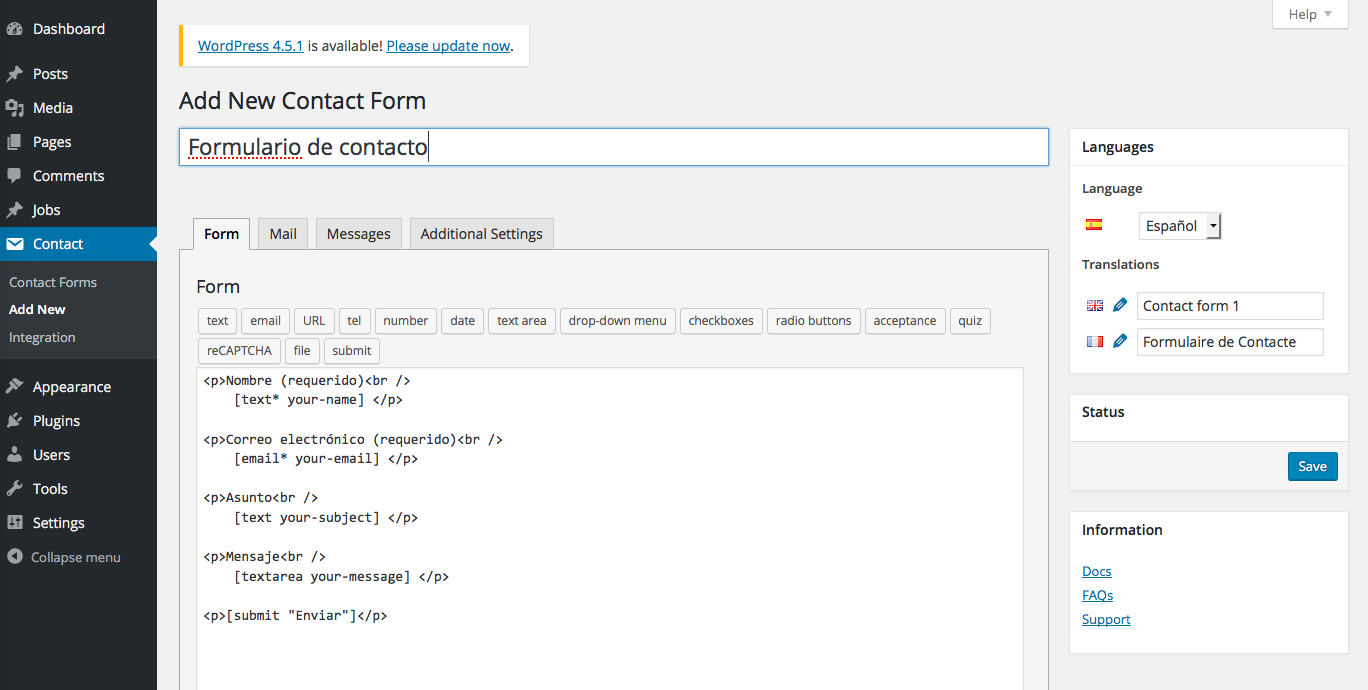 Dashboard
Posts
Media
Pages
Comments
Jobs
Contact
Contact Forms
Add New
Integration
Appearance
Plugins
Users
Tools
Settings
Collapse menu
Help
WordPress 4.5.1 is available! Please update now.
Add New Contact Form
Formulario de contacto
Form Mail Messages Additional Settings
Form
text email URL tel number date text area drop-down menu checkboxes radio buttons acceptance quiz
reCAPTCHA file submit
<p>Nombre (requerido)<br />
    [text* your-name] </p>
<p>Correo electrónico (requerido)<br />
    [email* your-email] </p>
<p>Asunto<br />
    [text your-subject] </p>
<p>Mensaje<br />
    [textarea your-message] </p>
<p>[submit "Enviar"]</p>
Languages
Language
Español
Translations
Contact form 1
Formulaire de Contacte
Status
Save
Information
Docs
FAQs
Support